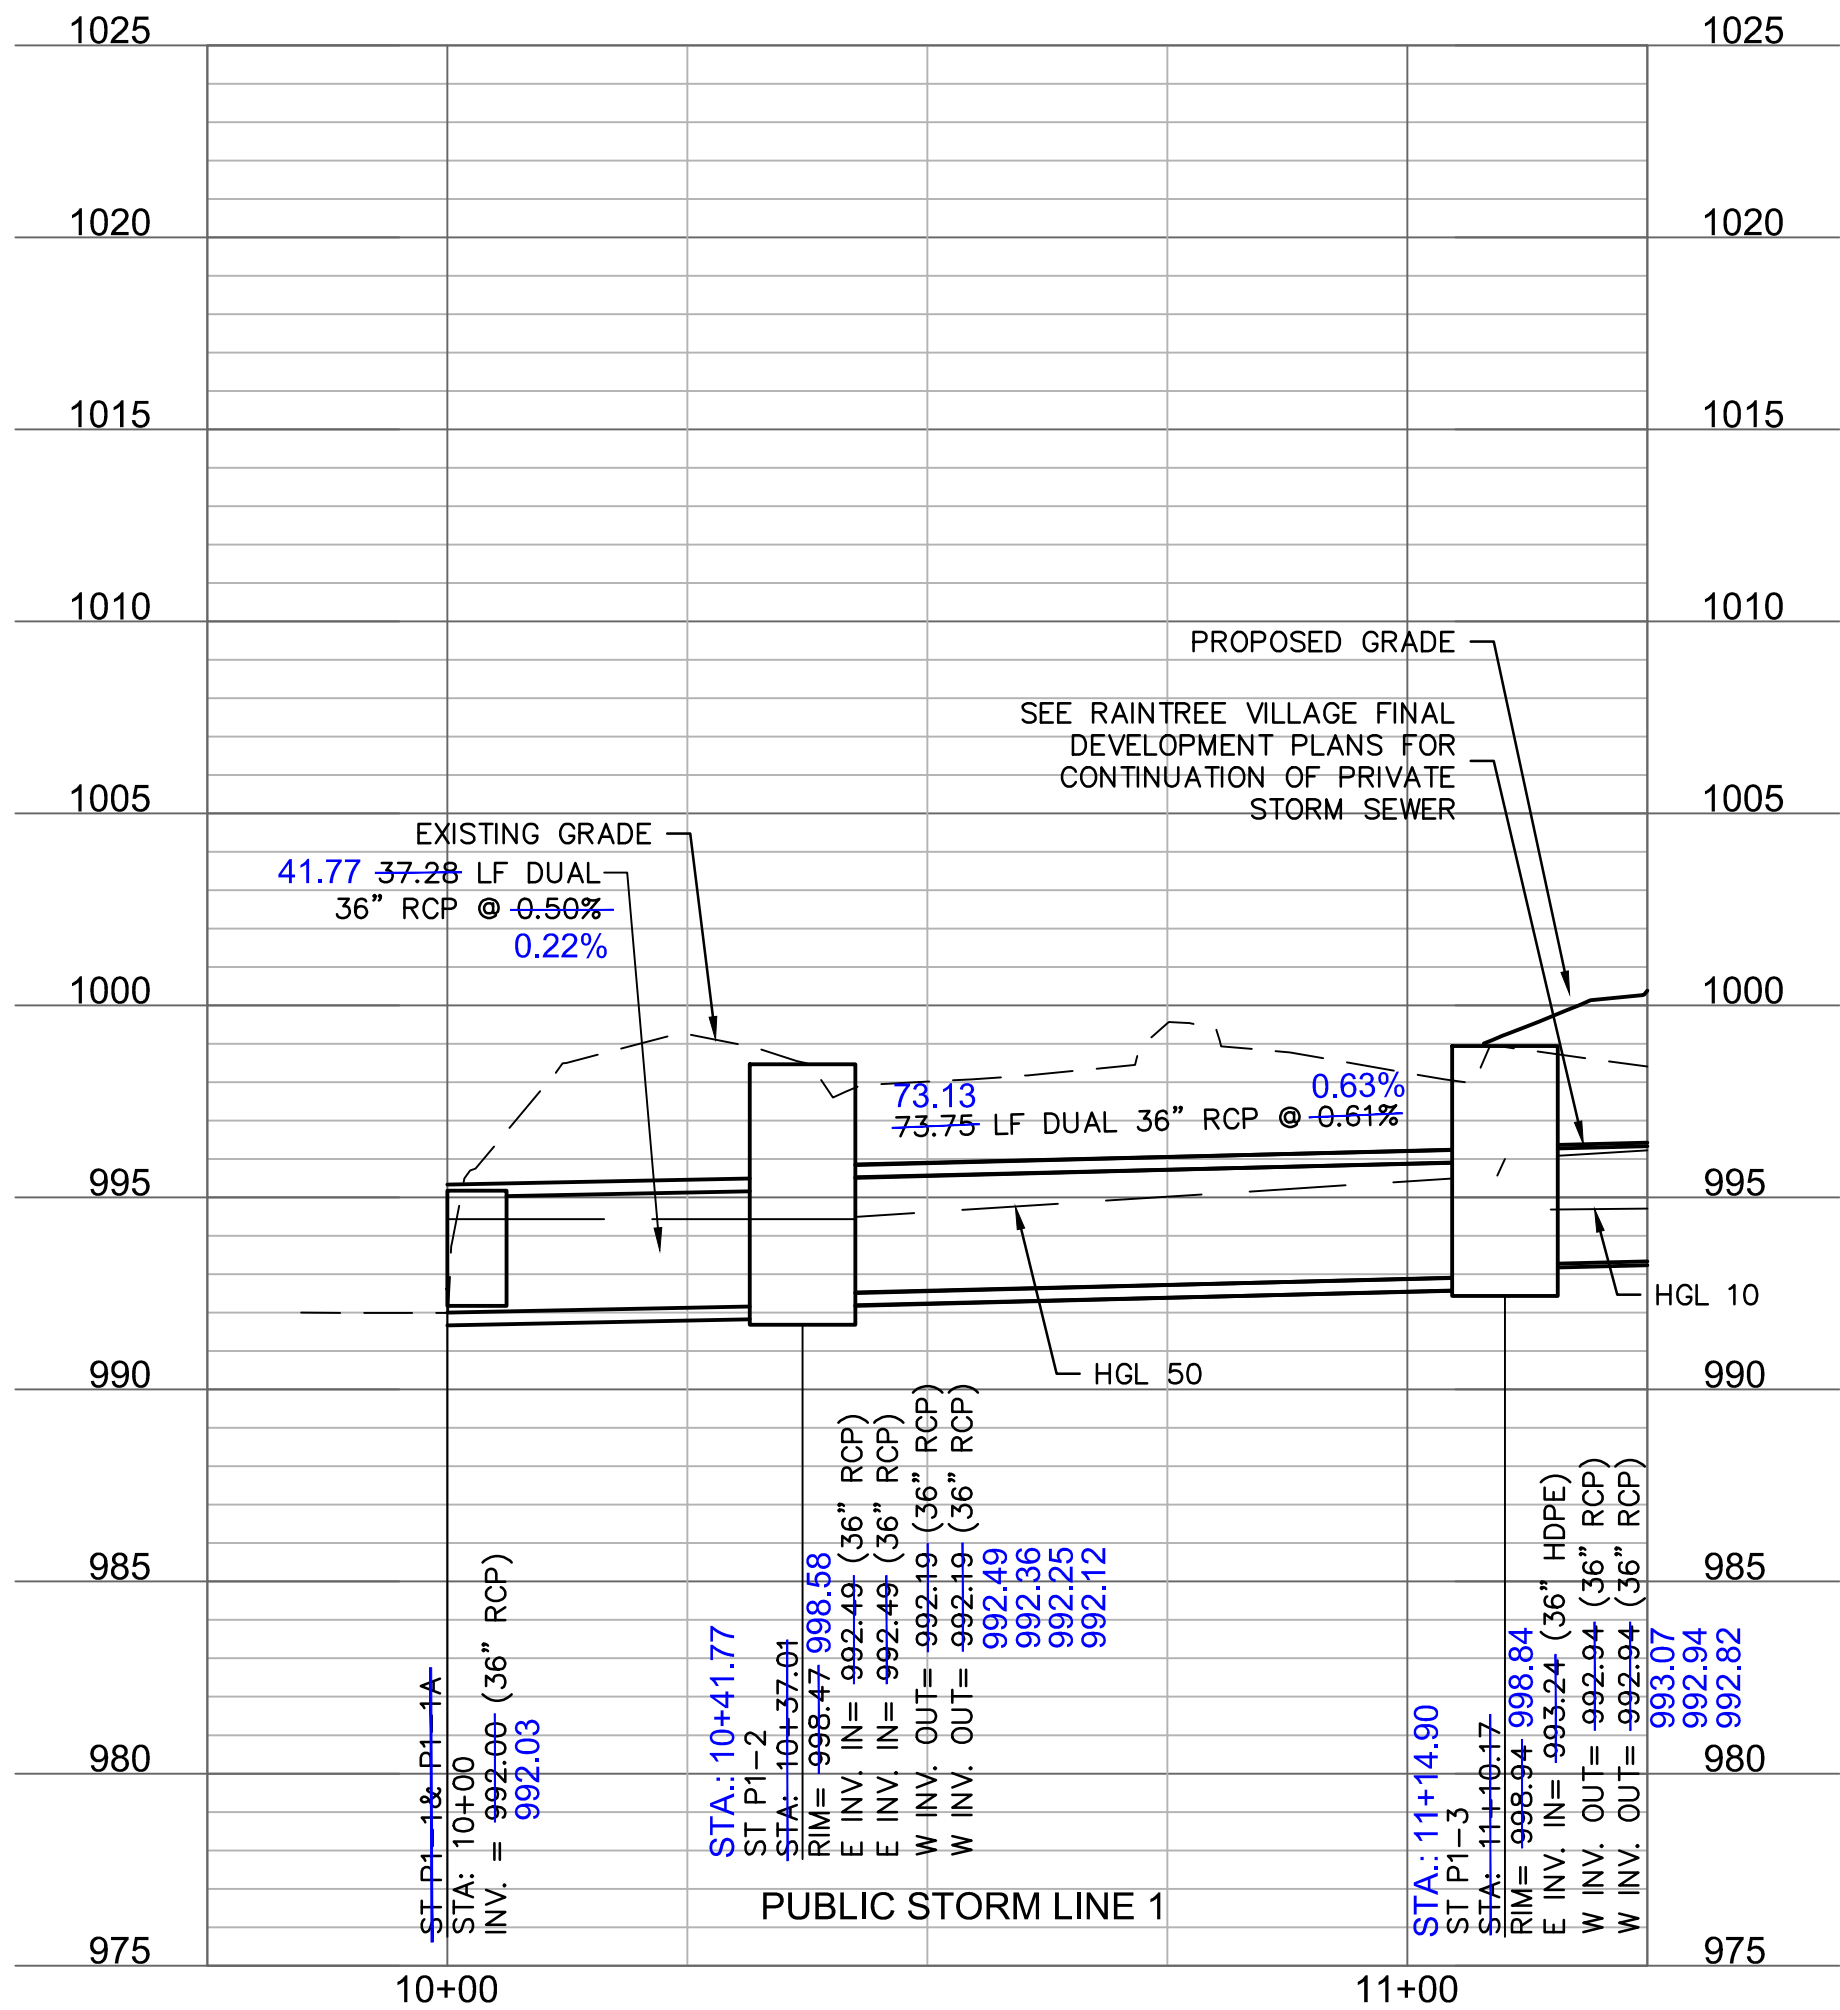 1025
1025
1020
1020
1015
1015
1010
1010
PROPOSED GRADE
SEE RAINTREE VILLAGE FINAL
DEVELOPMENT PLANS FOR
CONTINUATION OF PRIVATE
STORM SEWER
1005
1005
EXISTING GRADE
41.77 37.28 LF DUAL
36" RCP @ 0.50%
0.22%
1000
1000
73.13
0.63%
73.75 LF DUAL 36" RCP @ 0.61%
995
995
HGL 10
HGL 50
990
990
985
985
980
980
975
975
ST P1-1& P1-1A
STA: 10+00
INV. = 992.00 (36" RCP)
992.03
STA.: 10+41.77
ST P1-2
STA: 10+37.01
RIM= 998.47 998.58
E INV. IN= 992.49 (36" RCP)
E INV. IN= 992.49 (36" RCP)
W INV. OUT= 992.19 (36" RCP)
W INV. OUT= 992.19 (36" RCP)
992.49
992.36
992.25
992.12
STA.: 11+14.90
ST P1-3
STA: 11+10.17
RIM= 998.94 998.84
E INV. IN= 993.24 (36" HDPE)
W INV. OUT= 992.94 (36" RCP)
W INV. OUT= 992.94 (36" RCP)
993.07
992.94
992.82
PUBLIC STORM LINE 1
10+00
11+00